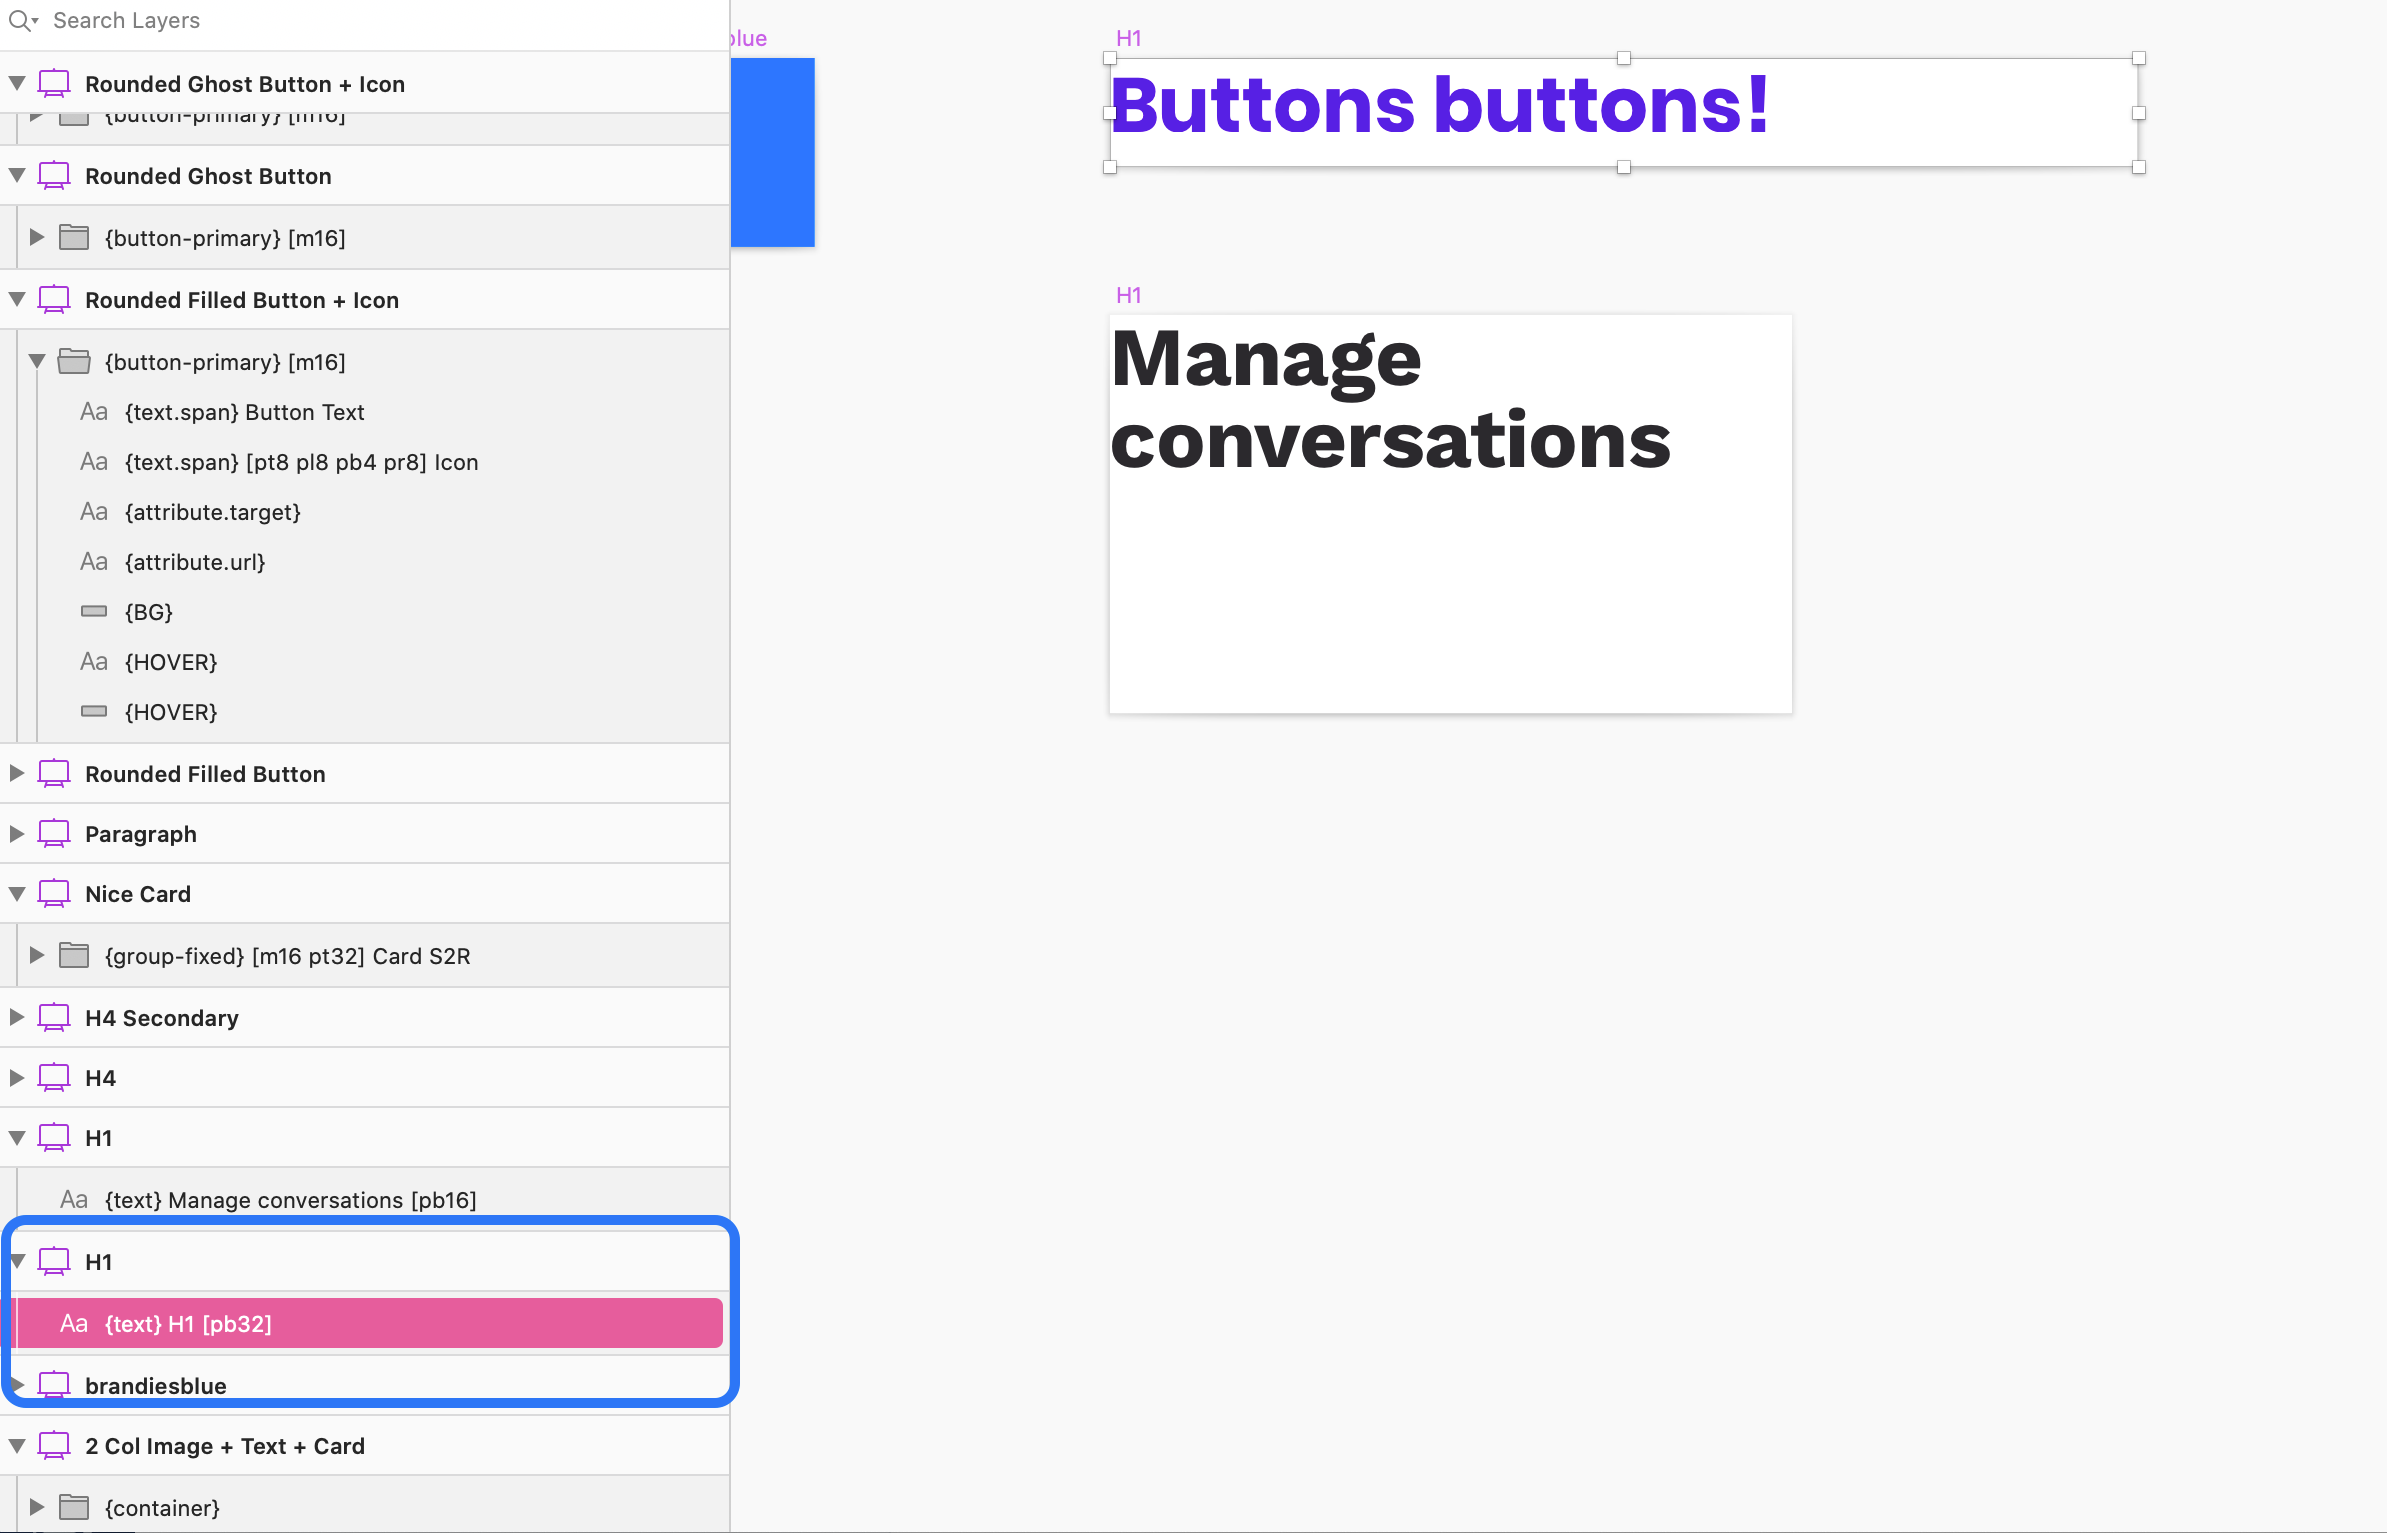 Search Layers
Rounded Ghost Button + Icon
{button-primary} [m16]
Rounded Ghost Button
{button-primary} [m16]
Rounded Filled Button + Icon
{button-primary} [m16]
Aa {text.span} Button Text
Aa {text.span} [pt8 pl8 pb4 pr8] Icon
Aa {attribute.target}
Aa {attribute.url}
{BG}
Aa {HOVER}
{HOVER}
Rounded Filled Button
Paragraph
Nice Card
{group-fixed} [m16 pt32] Card S2R
H4 Secondary
H4
H1
Aa {text} Manage conversations [pb16]
H1
Aa {text} H1 [pb32]
brandiesblue
2 Col Image + Text + Card
{container}
blue
H1
Buttons buttons!
H1
Manage
conversations